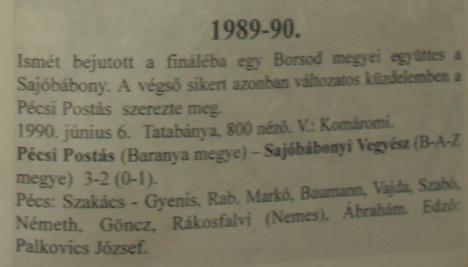 1989-90.
Ismét bejutott a fináléba egy Borsod megyei együttes a
Sajóbábony. A végső sikert azonban változatos küzdelemben a
Pécsi Postás szerezte meg.
1990. június 6. Tatabánya, 800 néző. V.: Komáromi.
Pécsi Postás (Baranya megye) – Sajóbábonyi Vegyész (B-A-Z
megye) 3-2 (0-1).
Pécs: Szakács - Gyenis, Rab, Markó, Baumann, Vajda, Szabó,
Németh, Göncz, Rákosfalvi (Nemes), Ábrahám. Edző:
Palkovics József.